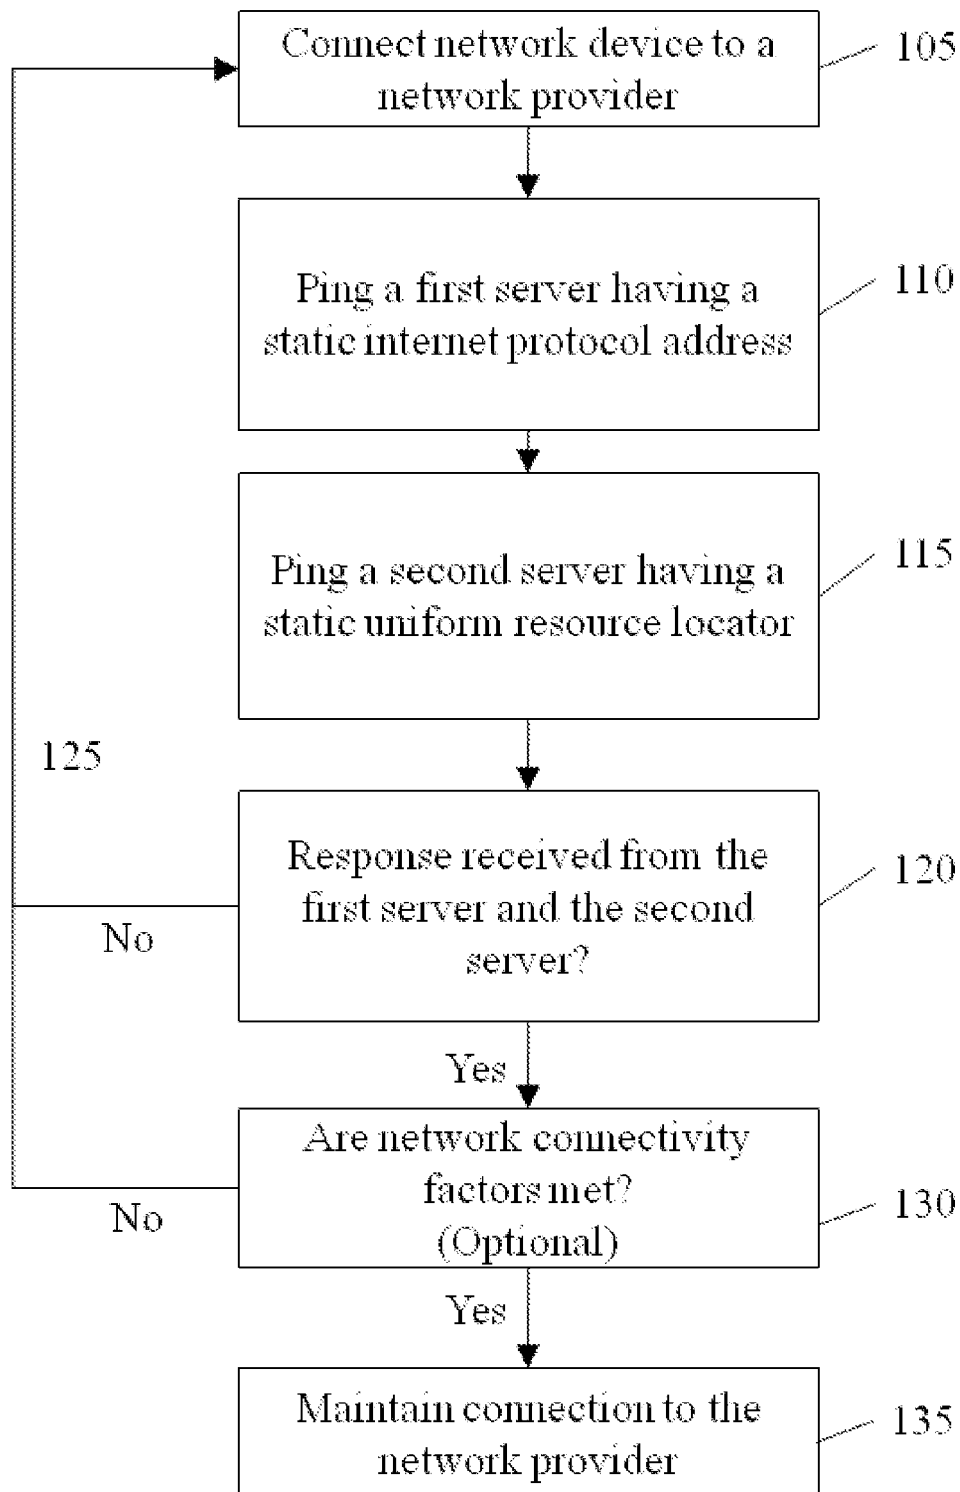 Connect network device to a
network provider
105
Ping a first server having a
static internet protocol address
110
Ping a second server having a
static uniform resource locator
115
125
Response received from the
first server and the second
server?
120
No
Yes
Are network connectivity
factors met?
(Optional)
130
No
Yes
Maintain connection to the
network provider
135